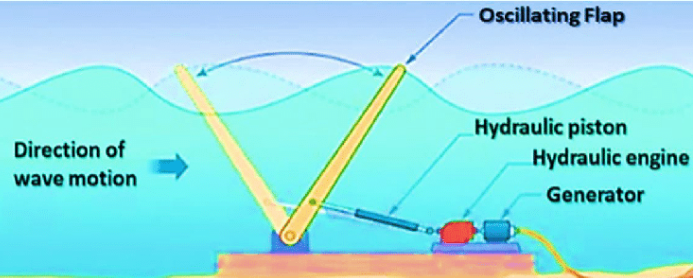 Oscillating Flap
Hydraulic piston
Direction of
wave motion
Hydraulic engine
Generator